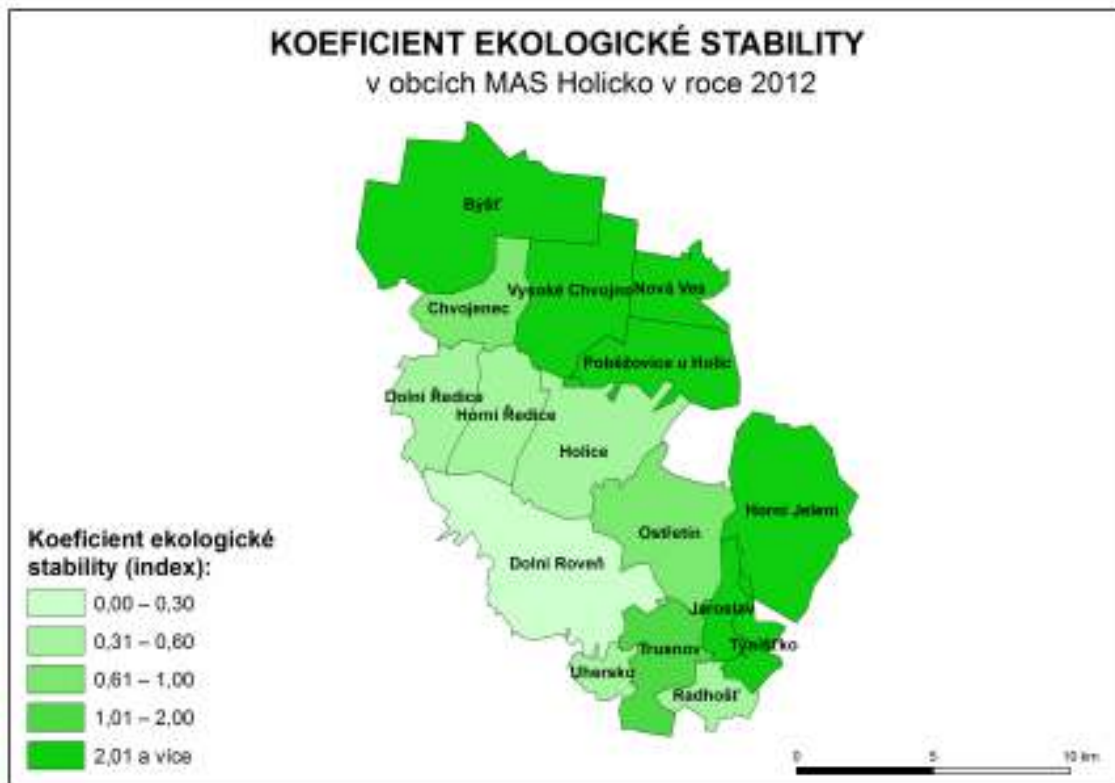 KOEFICIENT EKOLOGICKÉ STABILITY
v obcích MAS Holicko v roce 2012
Býšť
Vysoké Chvojno
Nová Ves
Chvojenec
Poběžovice u Holic
Dolní Ředice
Horní Ředice
Holice
Horní Jelení
Ostřetín
Dolní Roveň
Jaroslav
Týnišťko
Trusnov
Uhersko
Radhošť
Koeficient ekologické
stability (index):
0,00 – 0,30
0,31 – 0,60
0,61 – 1,00
1,01 – 2,00
2,01 a více
0 5 10 km